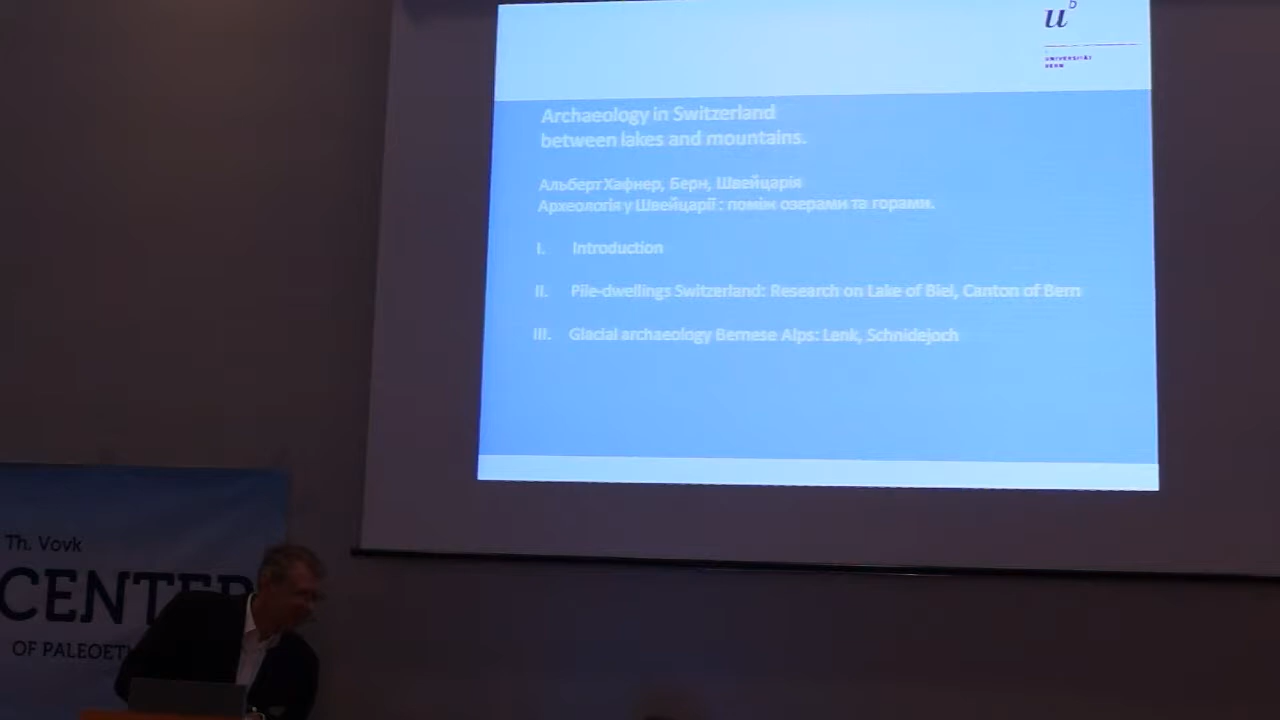 u
b
UNIVERSITÄT
BERN
Archaeology in Switzerland
between lakes and mountains.
Альберт Хафнер, Берн, Швейцарія
Археологія у Швейцарії : поміж озерами та горами.
I. Introduction
II. Pile-dwellings Switzerland: Research on Lake of Biel, Canton of Bern
III. Glacial archaeology Bernese Alps: Lenk, Schnidejoch
Th. Vovk
CENTER
OF PALEOET